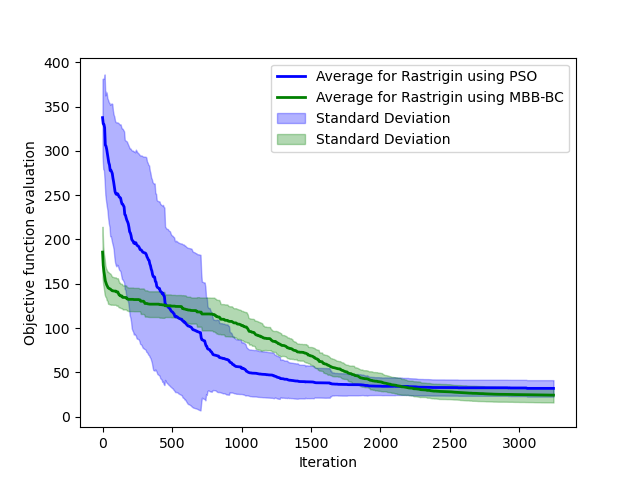 400
350
300
250
200
150
100
50
0
Objective function evaluation
Average for Rastrigin using PSO
Average for Rastrigin using MBB-BC
Standard Deviation
Standard Deviation
0 500 1000 1500 2000 2500 3000
Iteration